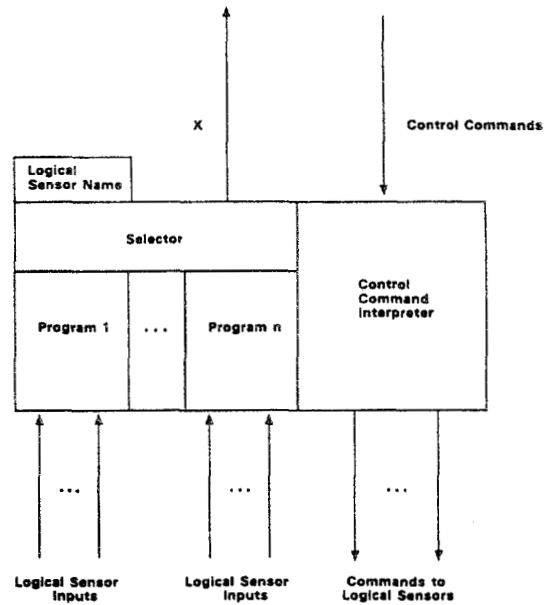 X
Control Commands
Logical
Sensor Name
Selector
Control
Command
Interpreter
Program 1
...
Program n
...
...
...
Logical Sensor
Inputs
Logical Sensor
Inputs
Commands to
Logical Sensors